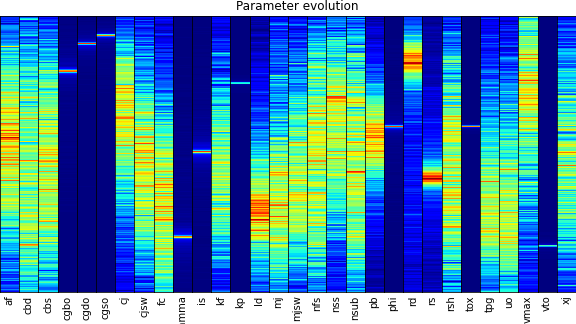 Parameter evolution
af
cbd
cbs
cgbo
cgdo
cgso
cj
cjsw
fc
is
kf
kp
ld
mj
mjsw
nfs
nss
nsub
pb
phi
rd
rs
rsh
tox
tpg
uo
vmax
vto
xj